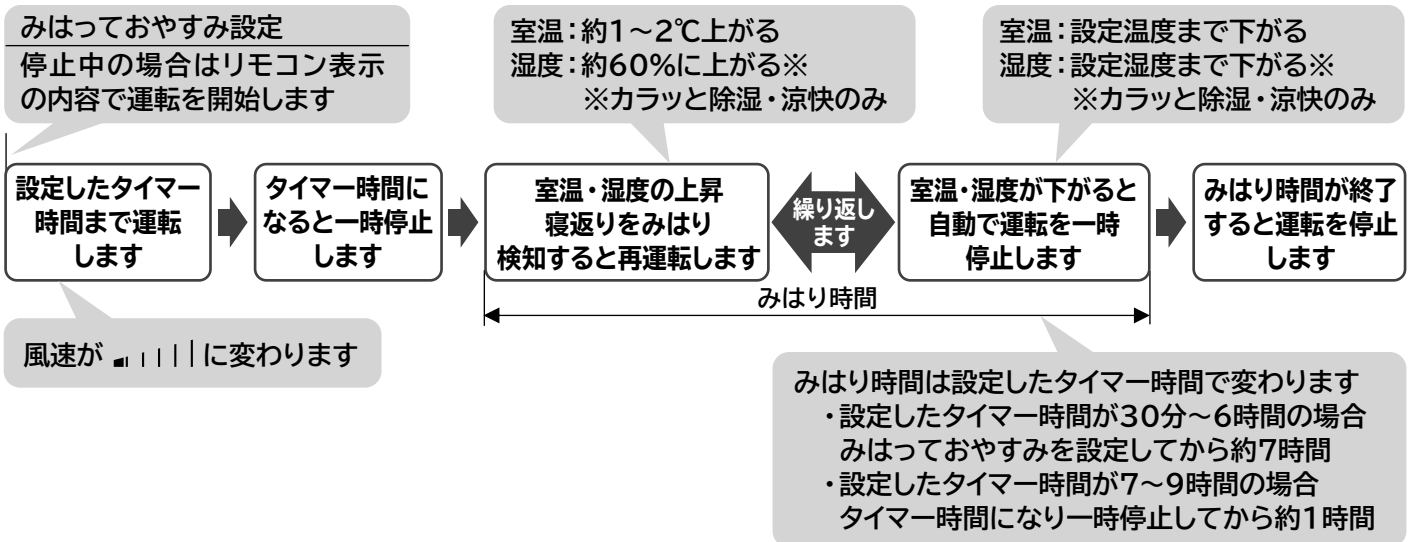 みはっておやすみ設定
停止中の場合はリモコン表示
の内容で運転を開始します
室温：約1～2℃上がる
湿度：約60%に上がる※
※カラッと除湿・涼快のみ
室温：設定温度まで下がる
湿度：設定湿度まで下がる※
※カラッと除湿・涼快のみ
設定したタイマー
時間まで運転
します
タイマー時間に
なると一時停止
します
室温・湿度の上昇
寝返りをみはり
検知すると再運転します
繰り返し
ます
室温・湿度が下がると
自動で運転を一時
停止します
みはり時間が終了
すると運転を停止
します
みはり時間
風速が に変わります
みはり時間は設定したタイマー時間で変わります
・設定したタイマー時間が30分～6時間の場合
みはっておやすみを設定してから約7時間
・設定したタイマー時間が7～9時間の場合
タイマー時間になり一時停止してから約1時間